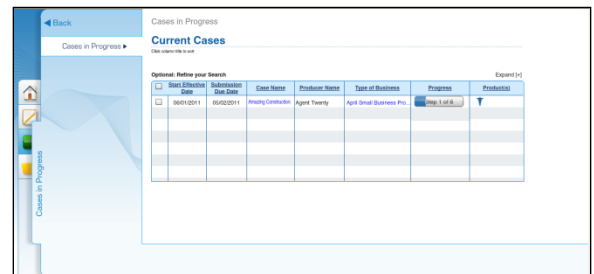 Back
Cases in Progress
Cases in Progress
Cases in Progress
Current Cases
Click column title to sort
Optional: Refine your Search
Expand [+]
Start Effective Date
Submission Due Date
Case Name
Producer Name
Type of Business
Progress
Product(s)
06/01/2011
05/02/2011
Amazing Construction
Agent Twenty
April Small Business Pro...
Step 1 of 6